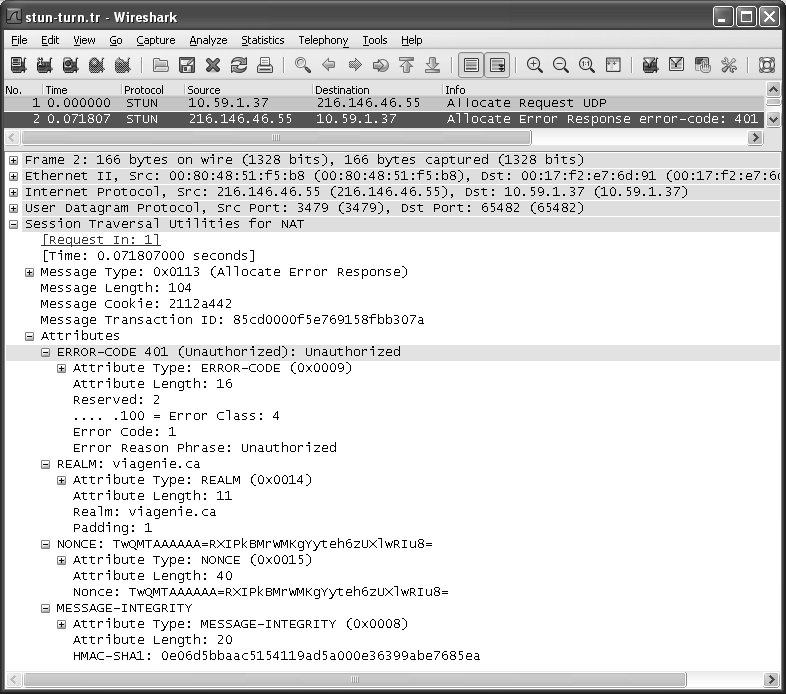 stun-turn.tr - Wireshark
File Edit View Go Capture Analyze Statistics Telephony Tools Help
No. Time Protocol Source Destination Info
1 0.000000 STUN 10.59.1.37 216.146.46.55 Allocate Request UDP
2 0.071807 STUN 216.146.46.55 10.59.1.37 Allocate Error Response error-code: 401
Frame 2: 166 bytes on wire (1328 bits), 166 bytes captured (1328 bits)
Ethernet II, Src: 00:80:48:51:f5:b8 (00:80:48:51:f5:b8), Dst: 00:17:f2:e7:6d:91 (00:17:f2:e7:6
Internet Protocol, Src: 216.146.46.55 (216.146.46.55), Dst: 10.59.1.37 (10.59.1.37)
User Datagram Protocol, Src Port: 3479 (3479), Dst Port: 65482 (65482)
Session Traversal Utilities for NAT
[Request In: 1]
[Time: 0.071807000 seconds]
Message Type: 0x0113 (Allocate Error Response)
Message Length: 104
Message Cookie: 2112a442
Message Transaction ID: 85cd0000f5e769158fbb307a
Attributes
ERROR-CODE 401 (Unauthorized): Unauthorized
Attribute Type: ERROR-CODE (0x0009)
Attribute Length: 16
Reserved: 2
.... .100 = Error Class: 4
Error Code: 1
Error Reason Phrase: Unauthorized
REALM: viagenie.ca
Attribute Type: REALM (0x0014)
Attribute Length: 11
Realm: viagenie.ca
Padding: 1
NONCE: TwQMTAAAAAA=RXIPkBMrWMKgYyteh6zUXlwRIu8=
Attribute Type: NONCE (0x0015)
Attribute Length: 40
Nonce: TwQMTAAAAAA=RXIPkBMrWMKgYyteh6zUXlwRIu8=
MESSAGE-INTEGRITY
Attribute Type: MESSAGE-INTEGRITY (0x0008)
Attribute Length: 20
HMAC-SHA1: 0e06d5bbaac5154119ad5a000e36399abe7685ea